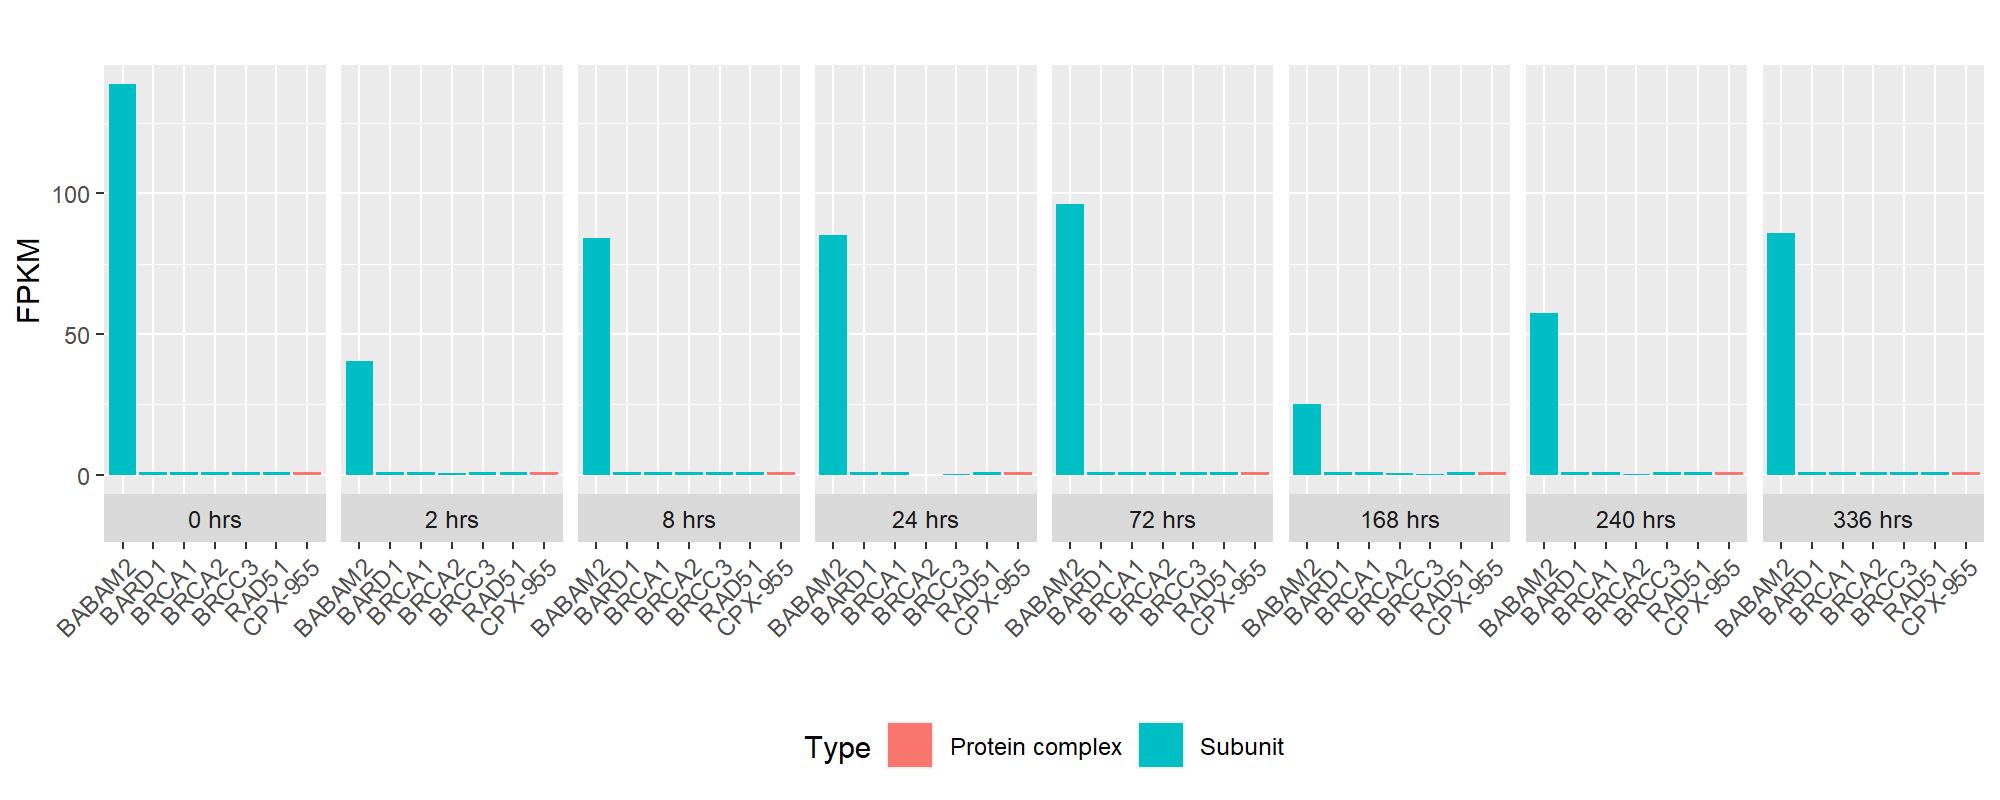 FPKM
100
50
0
0 hrs
2 hrs
8 hrs
24 hrs
72 hrs
168 hrs
240 hrs
336 hrs
BABAM2
BARD1
BRCA1
BRCA2
BRCC3
RAD51
CPX-955
BABAM2
BARD1
BRCA1
BRCA2
BRCC3
RAD51
CPX-955
BABAM2
BARD1
BRCA1
BRCA2
BRCC3
RAD51
CPX-955
BABAM2
BARD1
BRCA1
BRCA2
BRCC3
RAD51
CPX-955
BABAM2
BARD1
BRCA1
BRCA2
BRCC3
RAD51
CPX-955
BABAM2
BARD1
BRCA1
BRCA2
BRCC3
RAD51
CPX-955
BABAM2
BARD1
BRCA1
BRCA2
BRCC3
RAD51
CPX-955
BABAM2
BARD1
BRCA1
BRCA2
BRCC3
RAD51
CPX-955
Type Protein complex Subunit